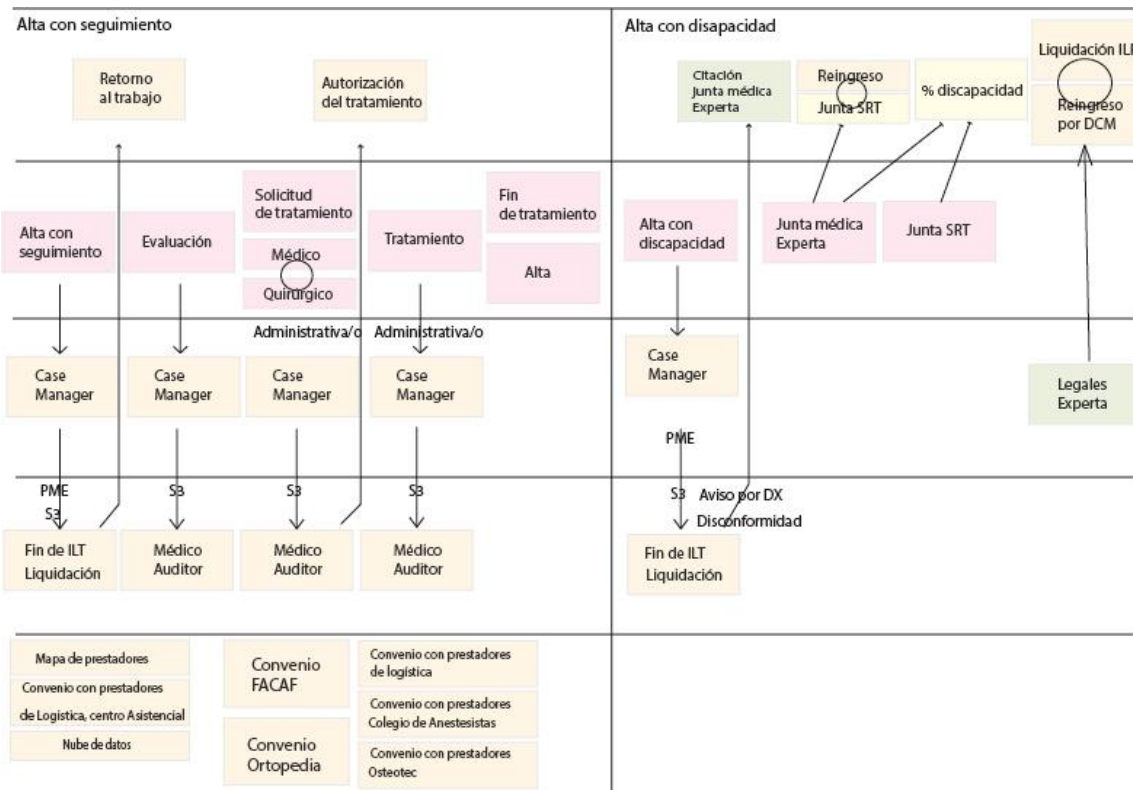 Alta con seguimiento
Retorno
al trabajo
Autorización
del tratamiento
Alta con disapacidad
Citación
Junta médica
Experta
Reingreso
Junta SRT
% discapacidad
Liquidación ILP
Reingreso
por DCM
Alta con
seguimiento
Evaluación
Solicitud
de tratamiento
Médico
Quirúrgico
Tratamiento
Fin
de tratamiento
Alta
Alta con
discapacidad
Junta médica
Experta
Junta SRT
Administrativa/o
Administrativa/o
Case
Manager
Case
Manager
Case
Manager
Case
Manager
Case
Manager
Legales
Experta
PME
S3
S3
S3
S3
PME
S3
Aviso por DX
Disconformidad
Fin de ILT
Liquidación
Médico
Auditor
Médico
Auditor
Médico
Auditor
Fin de ILT
Liquidación
Mapa de prestadores
Convenio con prestadores
de Logística, centro Asistencial
Nube de datos
Convenio
FACAF
Convenio
Ortopedia
Convenio con prestadores
de logística
Convenio con prestadores
Colegio de Anestesistas
Convenio con prestadores
Osteotec